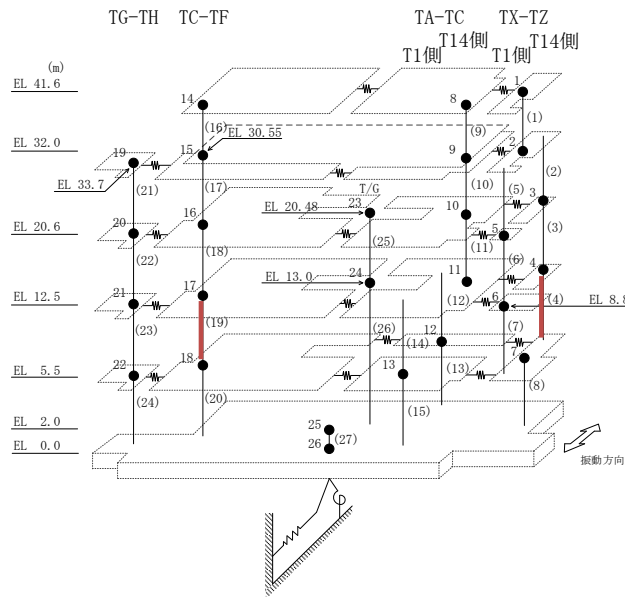 TG-TH TC-TF TA-TC TX-TZ
T1側 T14側 T1側 T14側
(m)
EL 41.6
14 8 1
(16) (9) (1)
EL 32.0
EL 30.55
19 15 9 2
EL 33.7
(21) (17) (10) (2)
T/G
EL 20.48
23
16 10 (5) 3
EL 20.6
20 5 (3)
(22) (18) (25) (11)
EL 13.0
24 11 (6) 4
EL 12.5
21 17 6 (4) EL 8.8
(23) (19) (12)
(26) (14) 12 (7)
EL 5.5
22 18 13 (13) 7
(24) (20) (15) (8)
EL 2.0
25
EL 0.0
26 (27)
振動方向